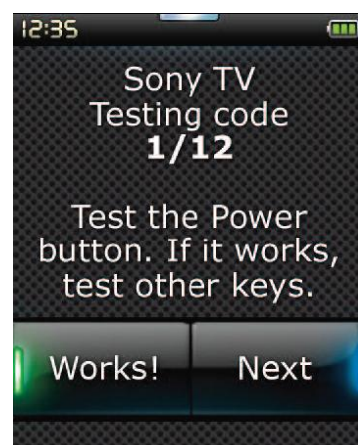 12:35
Sony TV
Testing code
1/12
Test the Power
button. If it works,
test other keys.
Works! Next